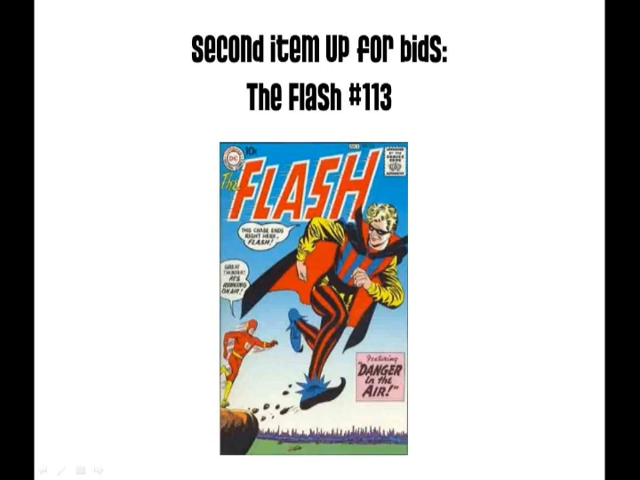 Second item up for bids:
The Flash #113
DC
10¢
The
FLASH
THIS CHASE ENDS
RIGHT HERE,
FLASH!
GREAT
THUNDER!
HE'S
RUNNING
ON AIR!
Featuring
"DANGER
in the
AIR!"